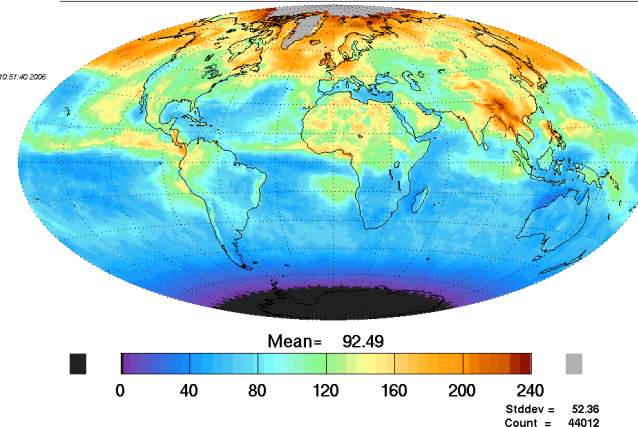 10:51:40 2006
Mean= 92.49
0 40 80 120 160 200 240
Stddev = 52.36
Count = 44012